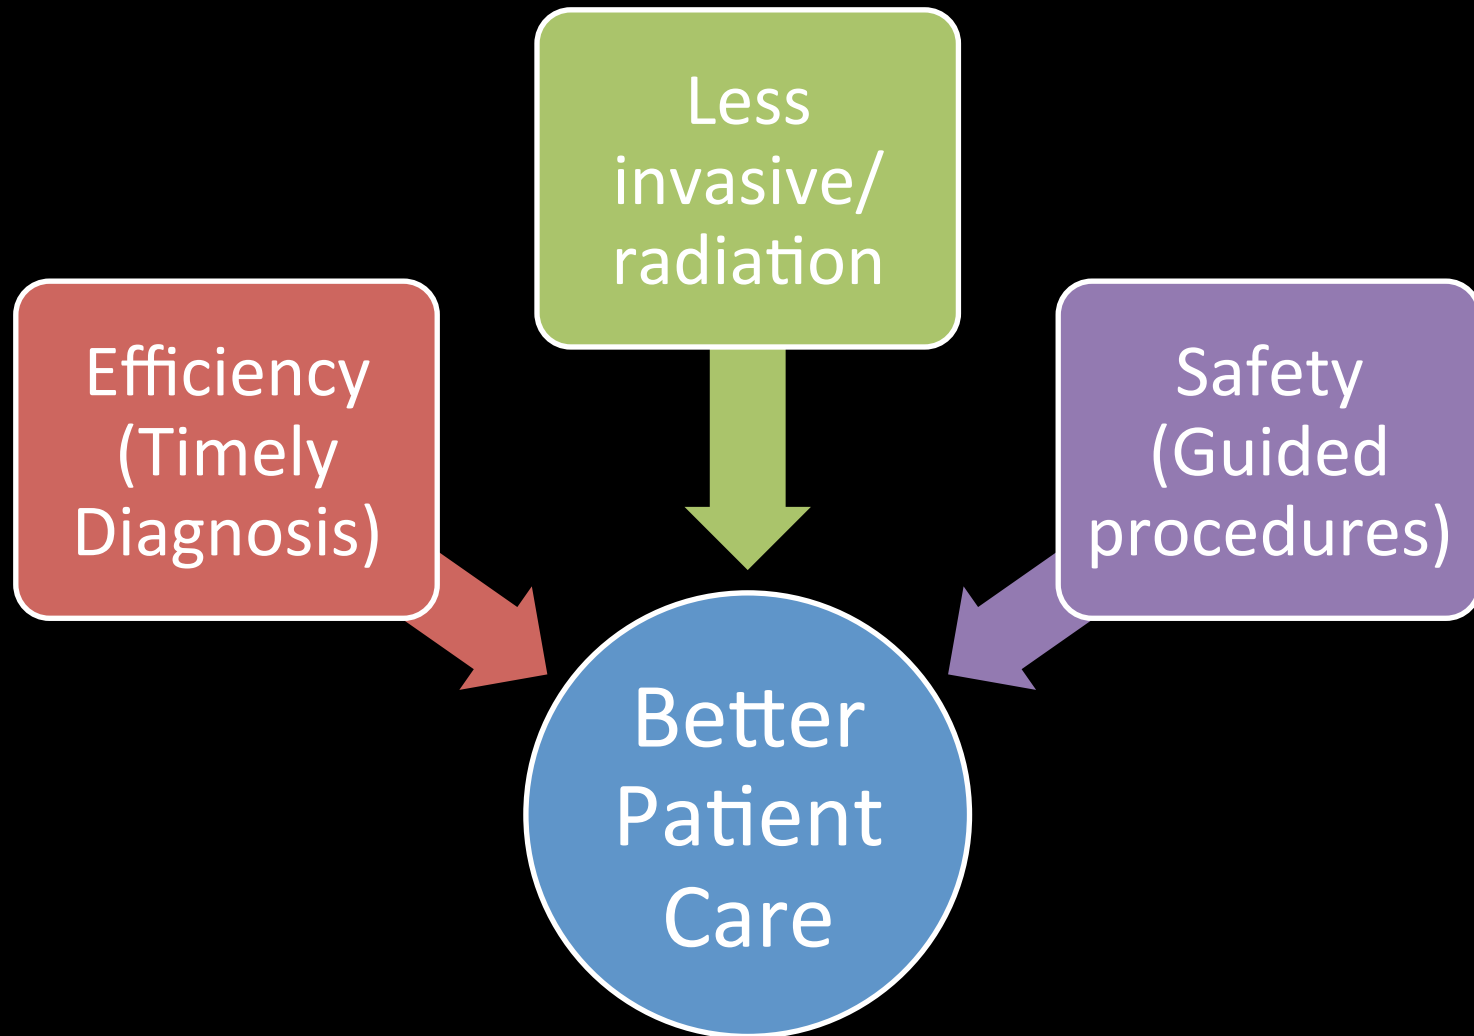 Less
invasive/
radiation
Efficiency
(Timely
Diagnosis)
Safety
(Guided
procedures)
Better
Patient
Care